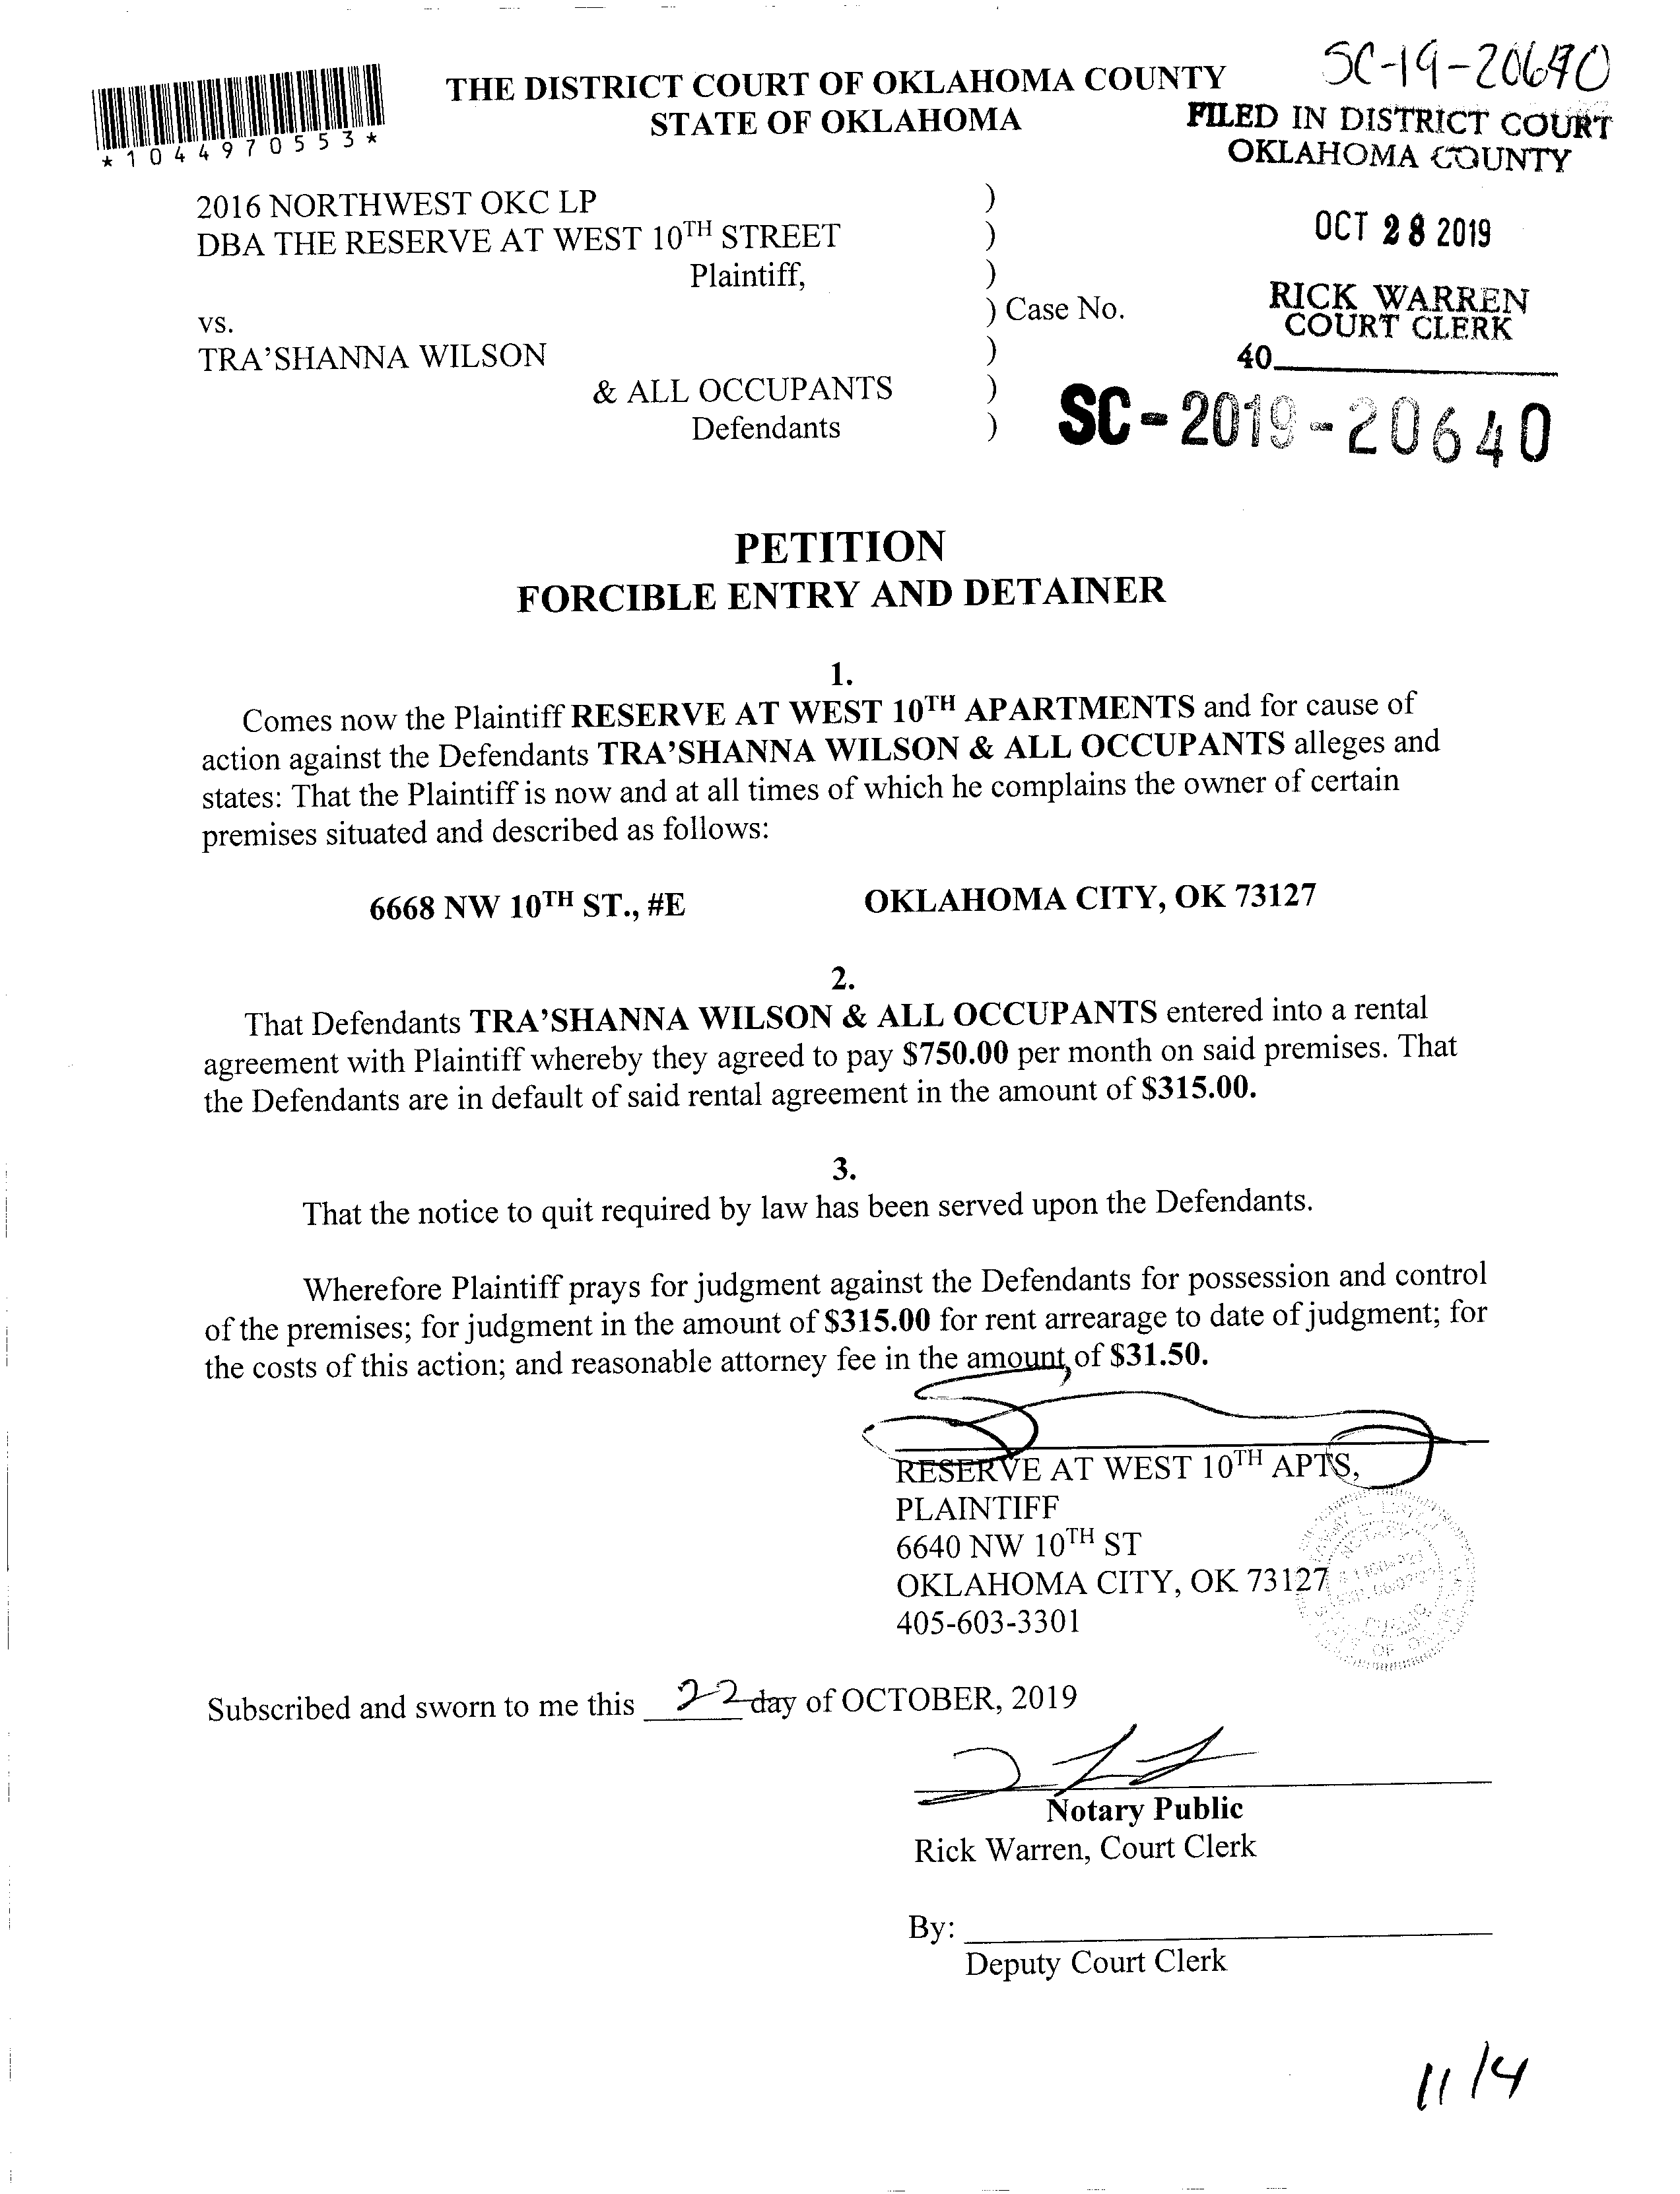 SC-19-20640
THE DISTRICT COURT OF OKLAHOMA COUNTY
STATE OF OKLAHOMA
FILED IN DISTRICT COURT
OKLAHOMA COUNTY
*1044970553*
2016 NORTHWEST OKC LP )
DBA THE RESERVE AT WEST 10TH STREET )
Plaintiff, )
OCT 28 2019
vs. ) Case No.
RICK WARREN
COURT CLERK
TRA'SHANNA WILSON )
40
& ALL OCCUPANTS )
Defendants )
SC-2019-20640
PETITION
FORCIBLE ENTRY AND DETAINER
1.
Comes now the Plaintiff RESERVE AT WEST 10TH APARTMENTS and for cause of
action against the Defendants TRA'SHANNA WILSON & ALL OCCUPANTS alleges and
states: That the Plaintiff is now and at all times of which he complains the owner of certain
premises situated and described as follows:
6668 NW 10TH ST., #E OKLAHOMA CITY, OK 73127
2.
That Defendants TRA'SHANNA WILSON & ALL OCCUPANTS entered into a rental
agreement with Plaintiff whereby they agreed to pay $750.00 per month on said premises. That
the Defendants are in default of said rental agreement in the amount of $315.00.
3.
That the notice to quit required by law has been served upon the Defendants.
Wherefore Plaintiff prays for judgment against the Defendants for possession and control
of the premises; for judgment in the amount of $315.00 for rent arrearage to date of judgment; for
the costs of this action; and reasonable attorney fee in the amount of $31.50.
RESERVE AT WEST 10TH APTS,
PLAINTIFF
6640 NW 10TH ST
OKLAHOMA CITY, OK 73127
405-603-3301
Subscribed and sworn to me this 22 day of OCTOBER, 2019
Notary Public
Rick Warren, Court Clerk
By:
Deputy Court Clerk
11/4